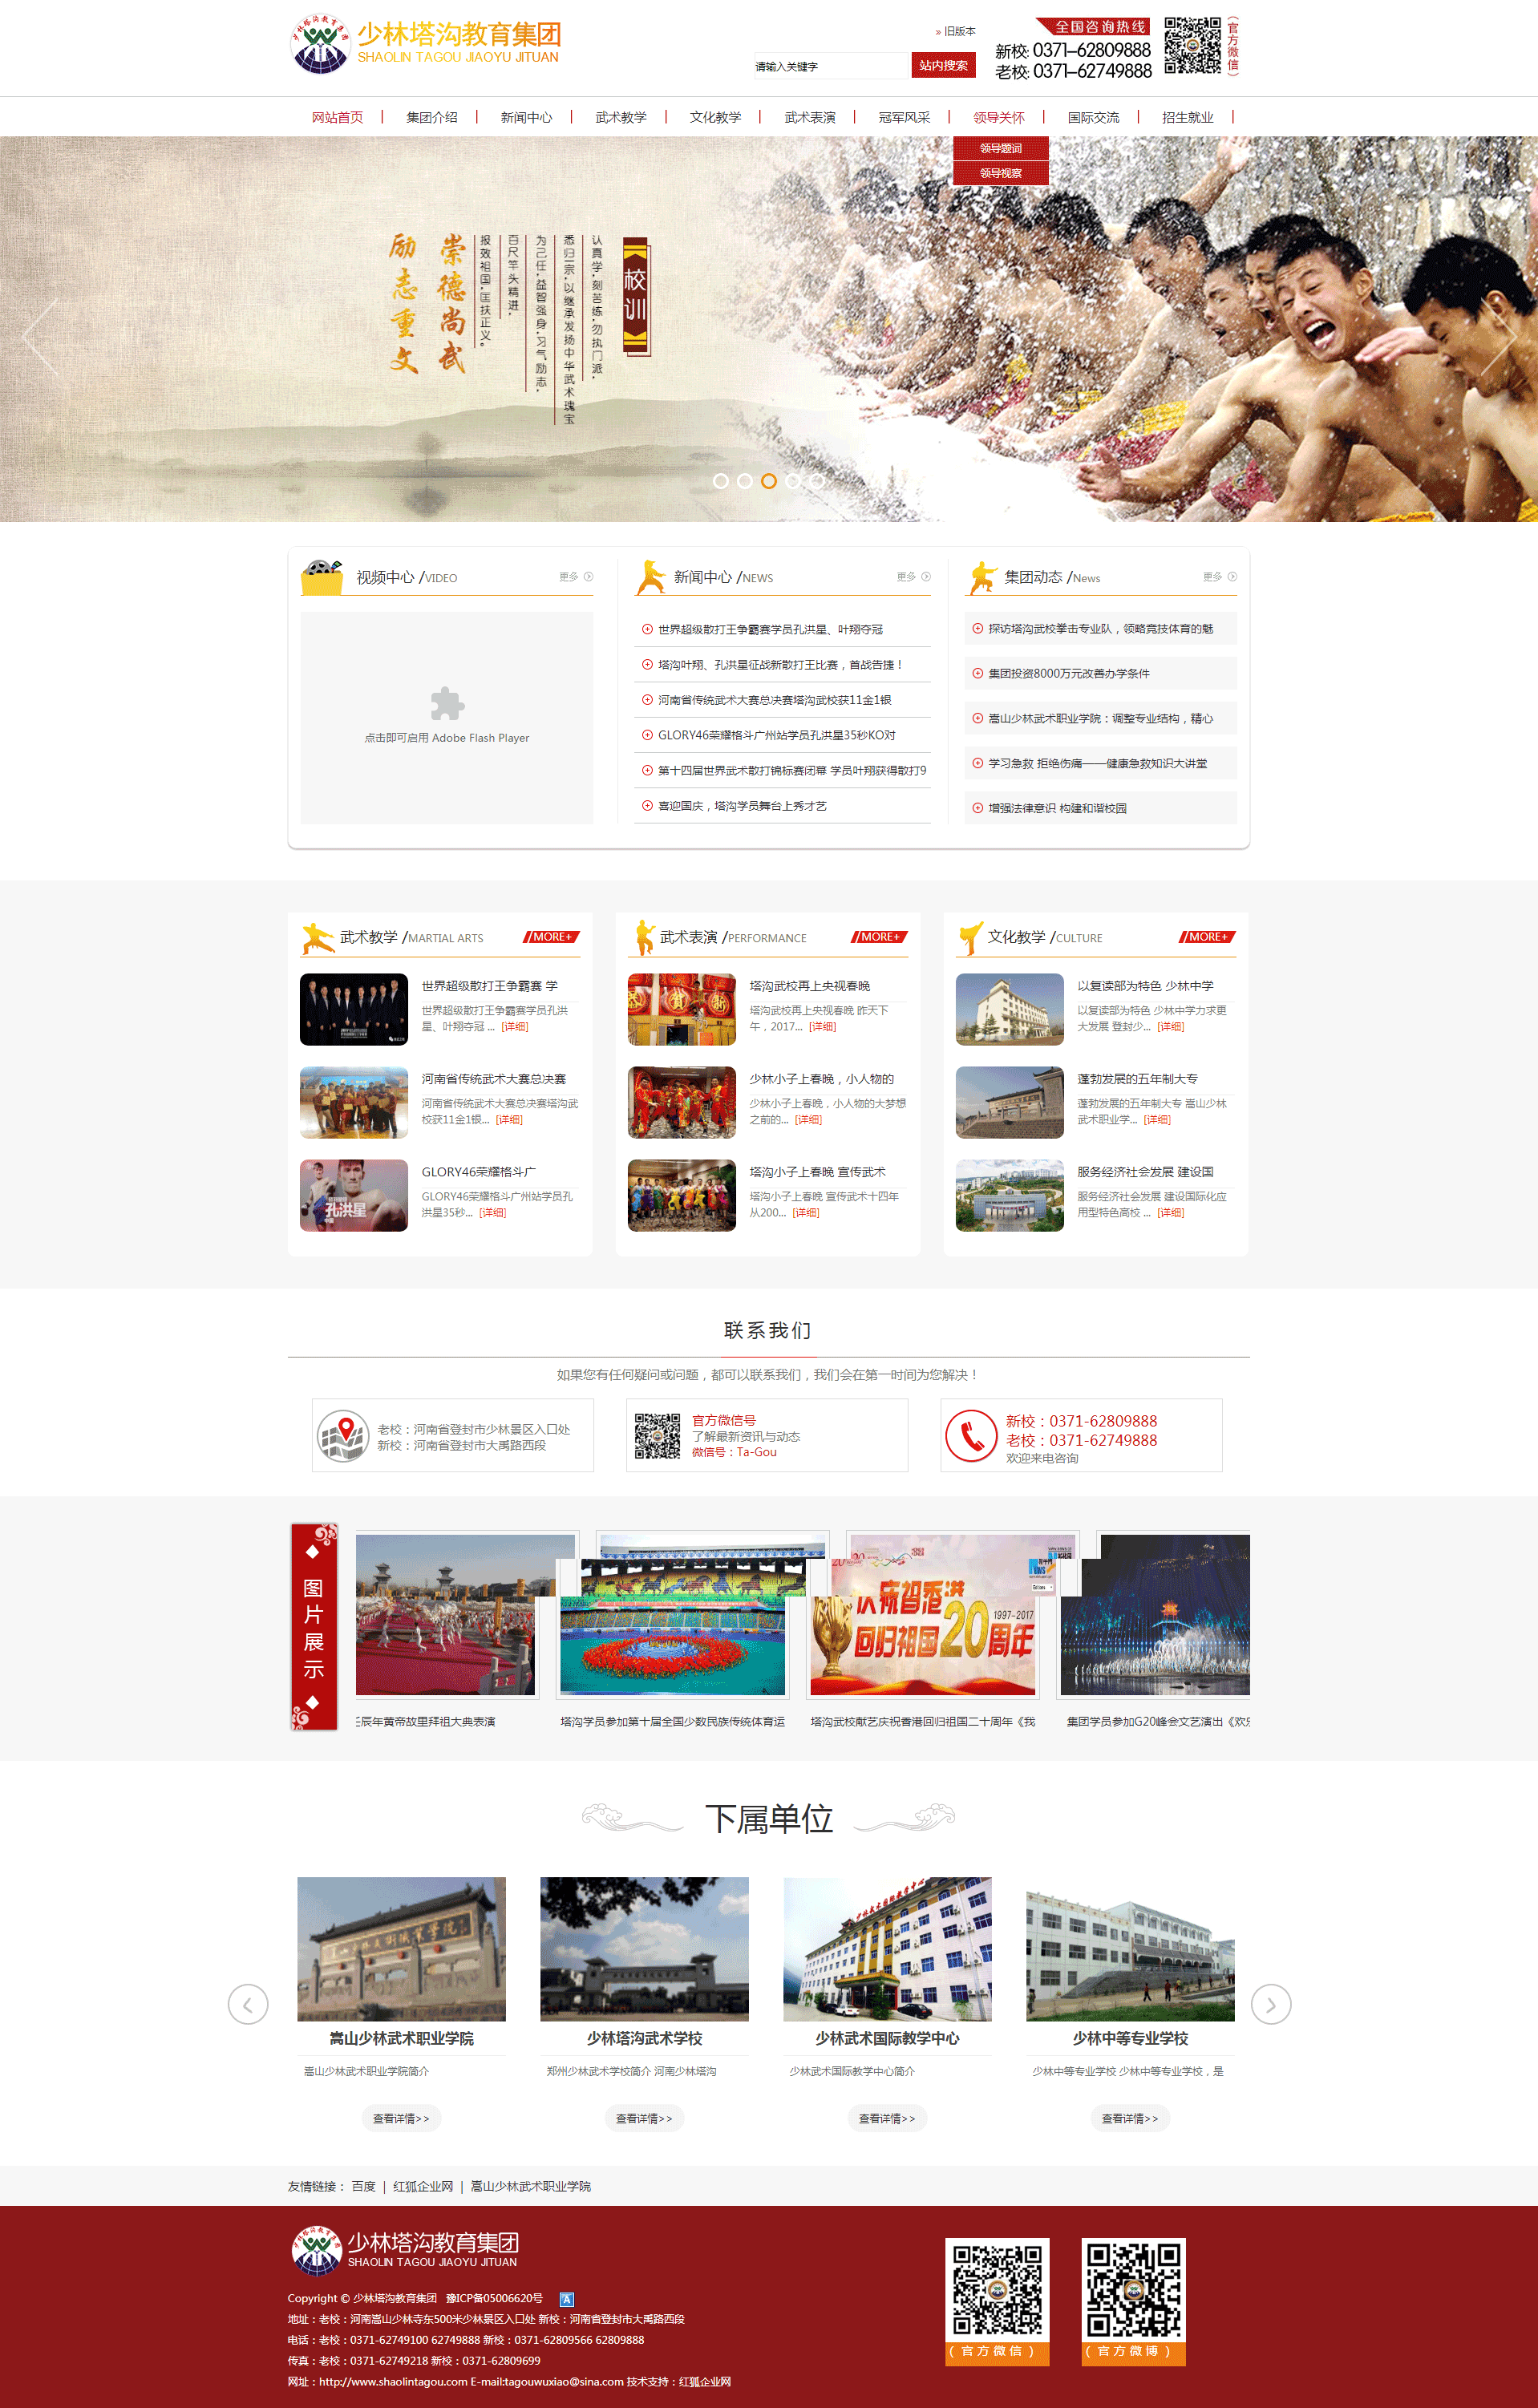 少林塔沟教育集团
SHAOLIN TAGOU JIAOYU JITUAN
» 旧版本
请输入关键字
站内搜索
全国咨询热线
新校: 0371-62809888
老校: 0371-62749888
(官方微信)
网站首页
集团介绍
新闻中心
武术教学
文化教学
武术表演
冠军风采
领导关怀
国际交流
招生就业
领导题词
领导视察
校训
认真学,刻苦练,勿执门派,
悉归一宗,以继承发扬中华武术瑰宝
为己任,益智强身,习气励志,
百尺竿头精进,
报效祖国,匡扶正义。
崇德尚武
励志重文
视频中心 /VIDEO
更多
点击即可启用 Adobe Flash Player
新闻中心 /NEWS
更多
世界超级散打王争霸赛学员孔洪星、叶翔夺冠
塔沟叶翔、孔洪星征战新散打王比赛，首战告捷！
河南省传统武术大赛总决赛塔沟武校获11金1银
GLORY46荣耀格斗广州站学员孔洪星35秒KO对
第十四届世界武术散打锦标赛闭幕 学员叶翔获得散打9
喜迎国庆，塔沟学员舞台上秀才艺
集团动态 /News
更多
探访塔沟武校拳击专业队，领略竞技体育的魅
集团投资8000万元改善办学条件
嵩山少林武术职业学院：调整专业结构，精心
学习急救 拒绝伤痛——健康急救知识大讲堂
增强法律意识 构建和谐校园
武术教学 /MARTIAL ARTS
MORE+
世界超级散打王争霸赛 学
世界超级散打王争霸赛学员孔洪
星、叶翔夺冠 ... [详细]
河南省传统武术大赛总决赛
河南省传统武术大赛总决赛塔沟武
校获11金1银... [详细]
孔洪星
GLORY46荣耀格斗广
GLORY46荣耀格斗广州站学员孔
洪星35秒... [详细]
武术表演 /PERFORMANCE
MORE+
賀
新
塔沟武校再上央视春晚
塔沟武校再上央视春晚 昨天下
午，2017... [详细]
少林小子上春晚，小人物的
少林小子上春晚，小人物的大梦想
之前的... [详细]
塔沟小子上春晚 宣传武术
塔沟小子上春晚 宣传武术十四年
从200... [详细]
文化教学 /CULTURE
MORE+
以复读部为特色 少林中学
以复读部为特色 少林中学力求更
大发展 登封少... [详细]
蓬勃发展的五年制大专
蓬勃发展的五年制大专 嵩山少林
武术职业学... [详细]
服务经济社会发展 建设国
服务经济社会发展 建设国际化应
用型特色高校 ... [详细]
联系我们
如果您有任何疑问或问题，都可以联系我们，我们会在第一时间为您解决！
老校：河南省登封市少林景区入口处
新校：河南省登封市大禹路西段
官方微信号
了解最新资讯与动态
微信号：Ta-Gou
新校：0371-62809888
老校：0371-62749888
欢迎来电咨询
图片展示
庆祝香港
1997-2017
回归祖国20周年
壬辰年黄帝故里拜祖大典表演
塔沟学员参加第十届全国少数民族传统体育运
塔沟武校献艺庆祝香港回归祖国二十周年《我
集团学员参加G20峰会文艺演出《欢
下属单位
嵩山少林武术职业学院
嵩山少林武术职业学院简介
查看详情>>
少林塔沟武术学校
郑州少林武术学校简介 河南少林塔沟
查看详情>>
少林武术国际教学中心
少林武术国际教学中心
少林武术国际教学中心简介
查看详情>>
少林中等专业学校
少林中等专业学校 少林中等专业学校，是
查看详情>>
友情链接： 百度 | 红狐企业网 | 嵩山少林武术职业学院
少林塔沟教育集团
SHAOLIN TAGOU JIAOYU JITUAN
Copyright © 少林塔沟教育集团 豫ICP备05006620号
地址：老校：河南嵩山少林寺东500米少林景区入口处 新校：河南省登封市大禹路西段
电话：老校：0371-62749100 62749888 新校：0371-62809566 62809888
传真：老校：0371-62749218 新校：0371-62809699
网址：http://www.shaolintagou.com E-mail:tagouwuxiao@sina.com 技术支持：红狐企业网
(官方微信)
(官方微博)